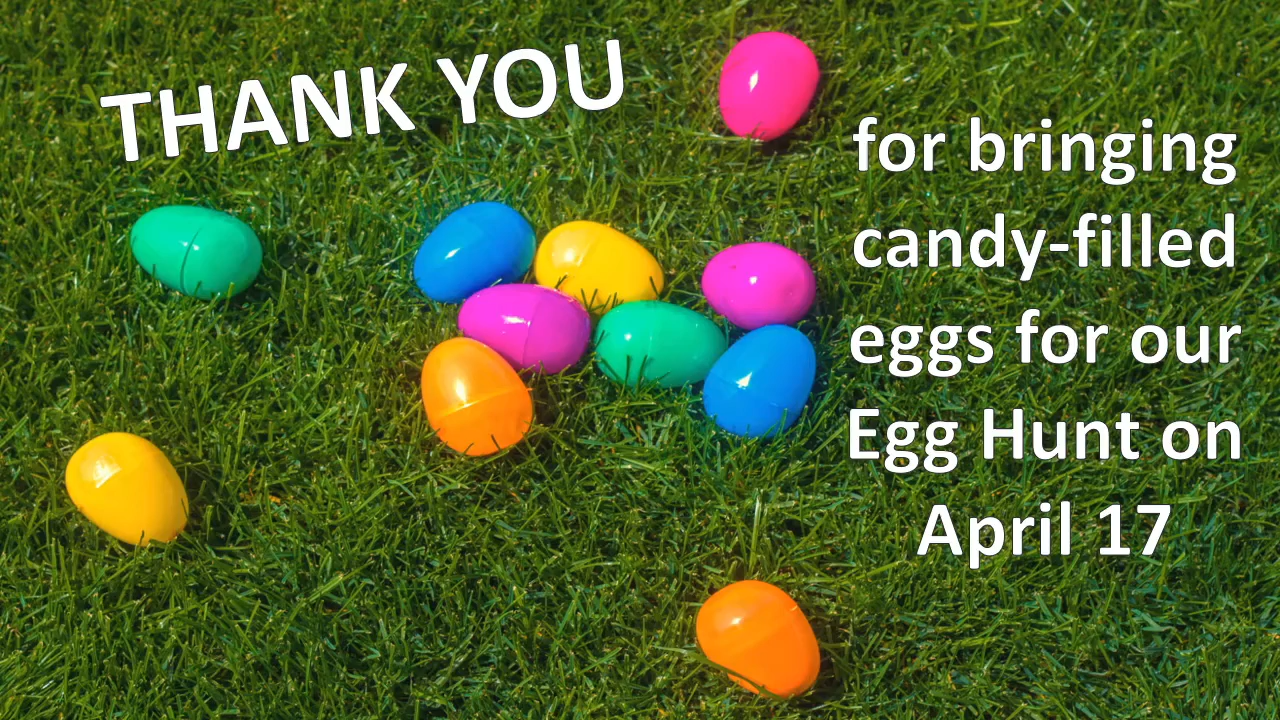 THANK YOU
for bringing
candy-filled
eggs for our
Egg Hunt on
April 17